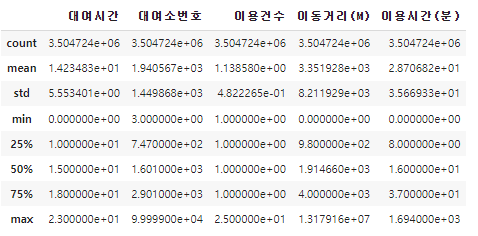 대여시간 대여소번호 이용건수 이동거리(M) 이용시간(분)
count 3.504724e+06 3.504724e+06 3.504724e+06 3.504724e+06 3.504724e+06
mean 1.423483e+01 1.940567e+03 1.138580e+00 3.351928e+03 2.870682e+01
std 5.553401e+00 1.449868e+03 4.822265e-01 8.211929e+03 3.566933e+01
min 0.000000e+00 3.000000e+00 1.000000e+00 0.000000e+00 0.000000e+00
25% 1.000000e+01 7.470000e+02 1.000000e+00 9.800000e+02 8.000000e+00
50% 1.500000e+01 1.601000e+03 1.000000e+00 1.914660e+03 1.600000e+01
75% 1.800000e+01 2.901000e+03 1.000000e+00 4.000000e+03 3.700000e+01
max 2.300000e+01 9.999900e+04 2.500000e+01 1.317916e+07 1.694000e+03